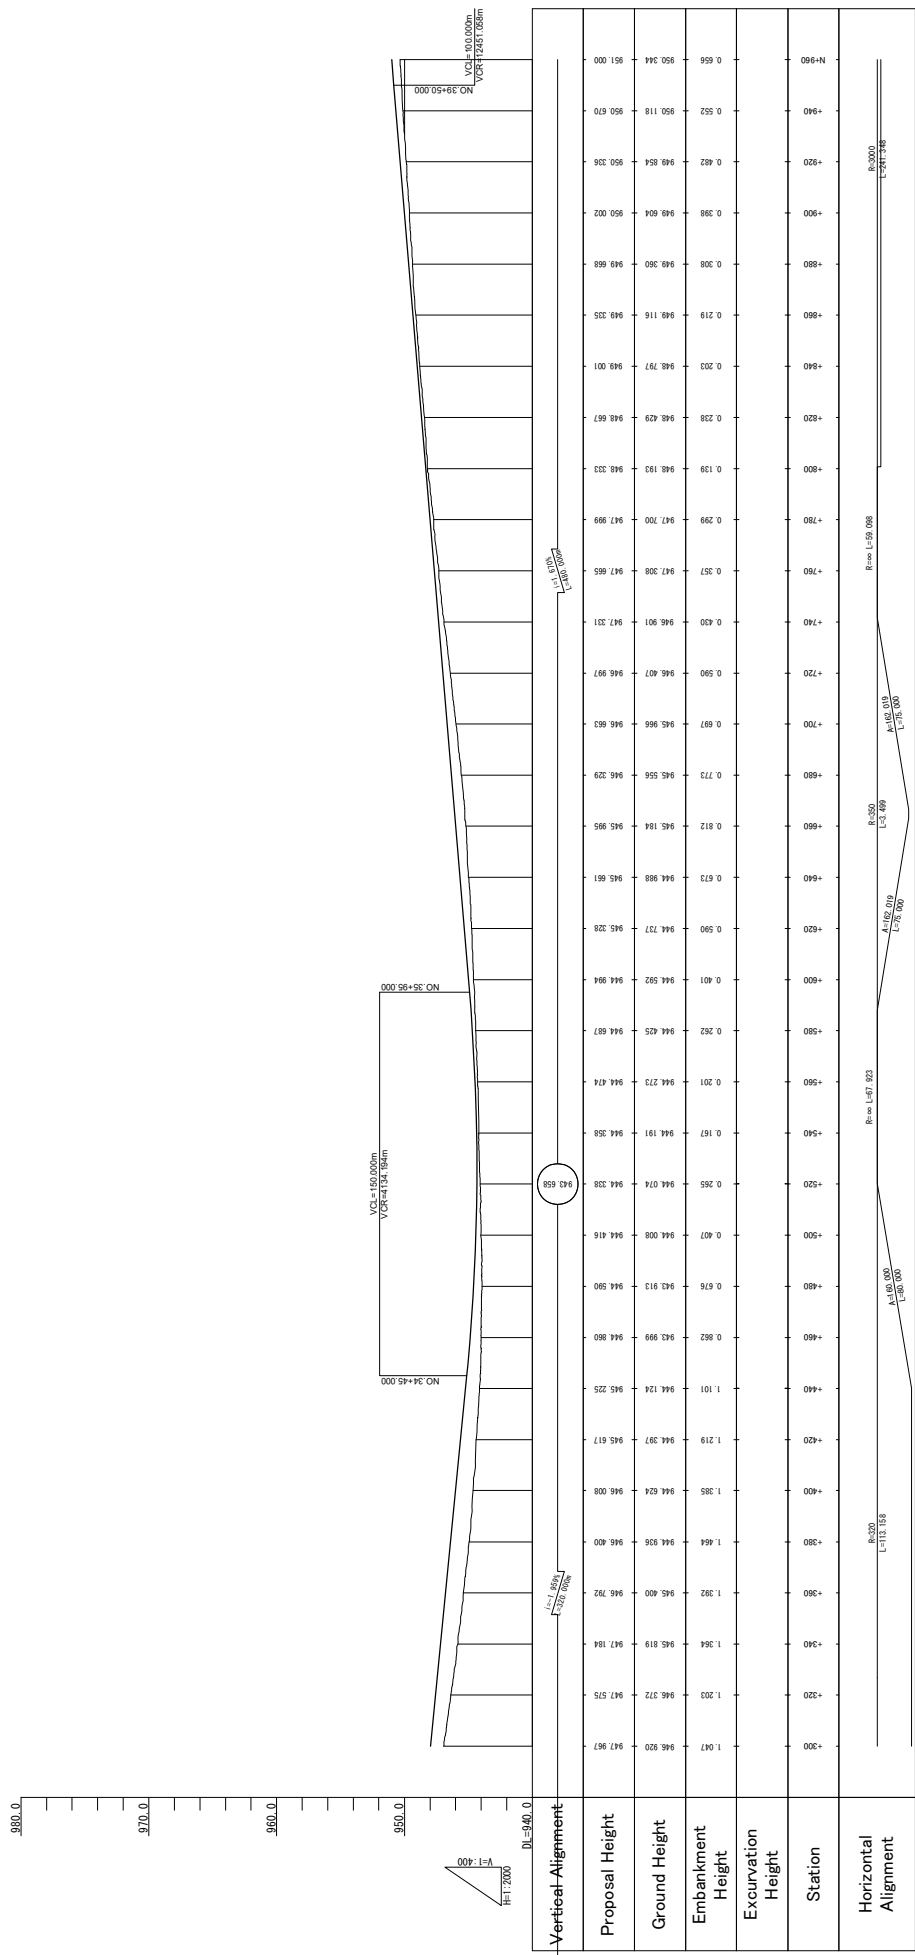 980.0
970.0
960.0
950.0
DL=940.0
V=1:400
H=1:2000
NO.34+45.000
VCL=150.000m
VCR=4134.194m
NO.35+95.000
NO.39+50.000
VCL=100.000m
VCR=12451.058m
Vertical Alignment
i=-1.959%
L=320.000m
943.658
i=1.670%
L=480.000m
Proposal Height
947.967 947.575 947.184 946.792 946.400 946.008 945.617 945.225 944.860 944.590 944.416 944.338 944.358 944.474 944.687 944.994 945.328 945.661 945.995 946.329 946.663 946.997 947.331 947.665 947.999 948.333 948.667 949.001 949.335 949.668 950.002 950.336 950.670 951.000
Ground Height
946.920 946.372 945.819 945.400 944.936 944.624 944.397 944.124 943.999 943.913 944.008 944.074 944.191 944.273 944.425 944.592 944.737 944.988 945.184 945.556 945.966 946.407 946.901 947.308 947.700 948.193 948.429 948.797 949.116 949.360 949.604 949.854 950.118 950.344
Embankment
Height
1.047 1.203 1.364 1.392 1.464 1.385 1.219 1.101 0.862 0.676 0.407 0.265 0.167 0.201 0.262 0.401 0.590 0.673 0.812 0.773 0.697 0.590 0.430 0.357 0.299 0.139 0.238 0.203 0.219 0.308 0.398 0.482 0.552 0.656
Excurvation
Height
Station
+300 +320 +340 +360 +380 +400 +420 +440 +460 +480 +500 +520 +540 +560 +580 +600 +620 +640 +660 +680 +700 +720 +740 +760 +780 +800 +820 +840 +860 +880 +900 +920 +940
Horizontal
Alignment
R=320
L=113.158
A=160.000
L=80.000
R=∞ L=67.923
A=162.019
L=75.000
R=350
L=3.499
A=162.019
L=75.000
R=∞ L=59.098
R=3000
L=241.348